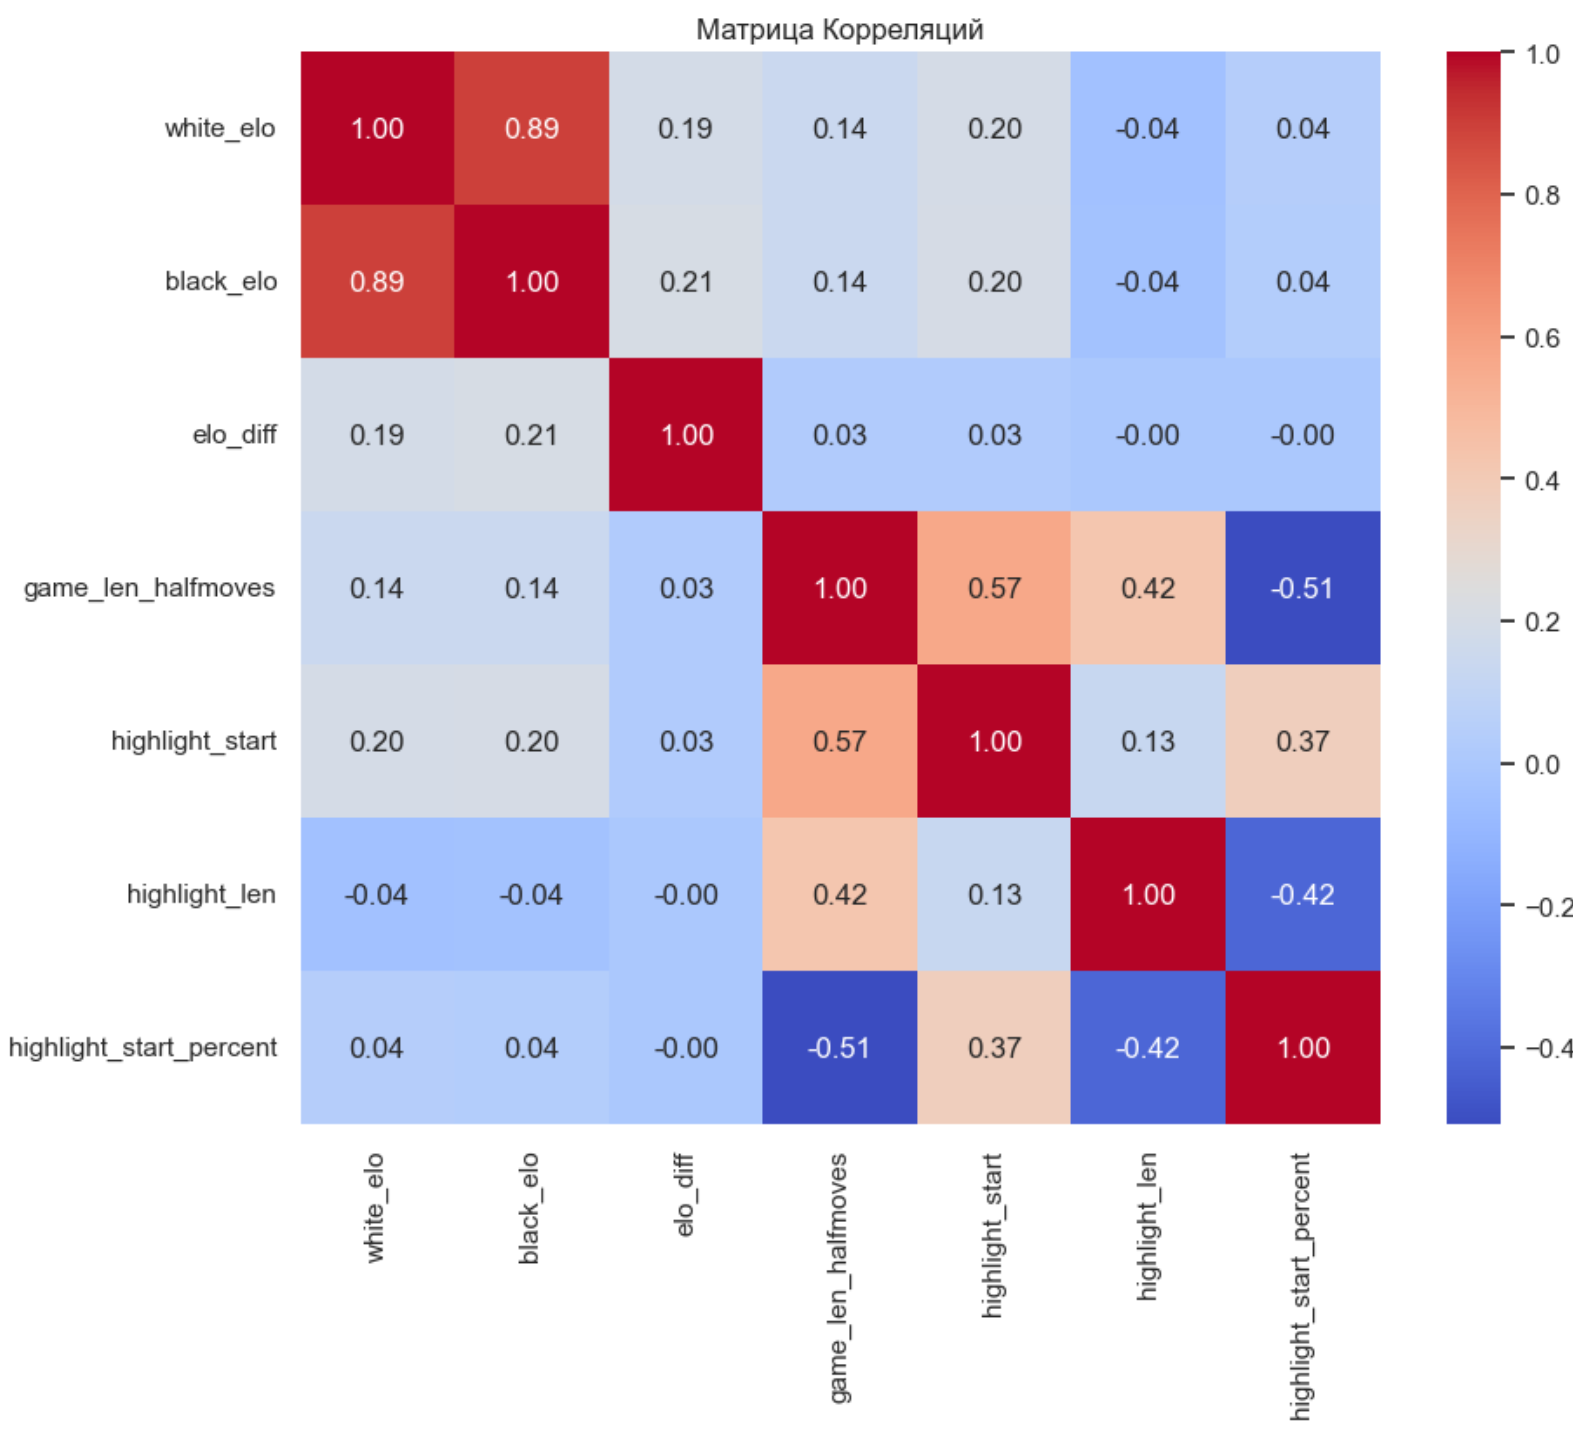 Матрица Корреляций
white_elo 1.00 0.89 0.19 0.14 0.20 -0.04 0.04
black_elo 0.89 1.00 0.21 0.14 0.20 -0.04 0.04
elo_diff 0.19 0.21 1.00 0.03 0.03 -0.00 -0.00
game_len_halfmoves 0.14 0.14 0.03 1.00 0.57 0.42 -0.51
highlight_start 0.20 0.20 0.03 0.57 1.00 0.13 0.37
highlight_len -0.04 -0.04 -0.00 0.42 0.13 1.00 -0.42
highlight_start_percent 0.04 0.04 -0.00 -0.51 0.37 -0.42 1.00
white_elo
black_elo
elo_diff
game_len_halfmoves
highlight_start
highlight_len
highlight_start_percent
1.0
0.8
0.6
0.4
0.2
0.0
−0.2
−0.4